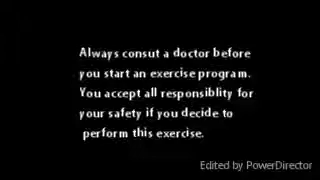 Always consut a doctor before
you start an exercise program.
You accept all responsiblity for
your safety if you decide to
perform this exercise.
Edited by PowerDirector